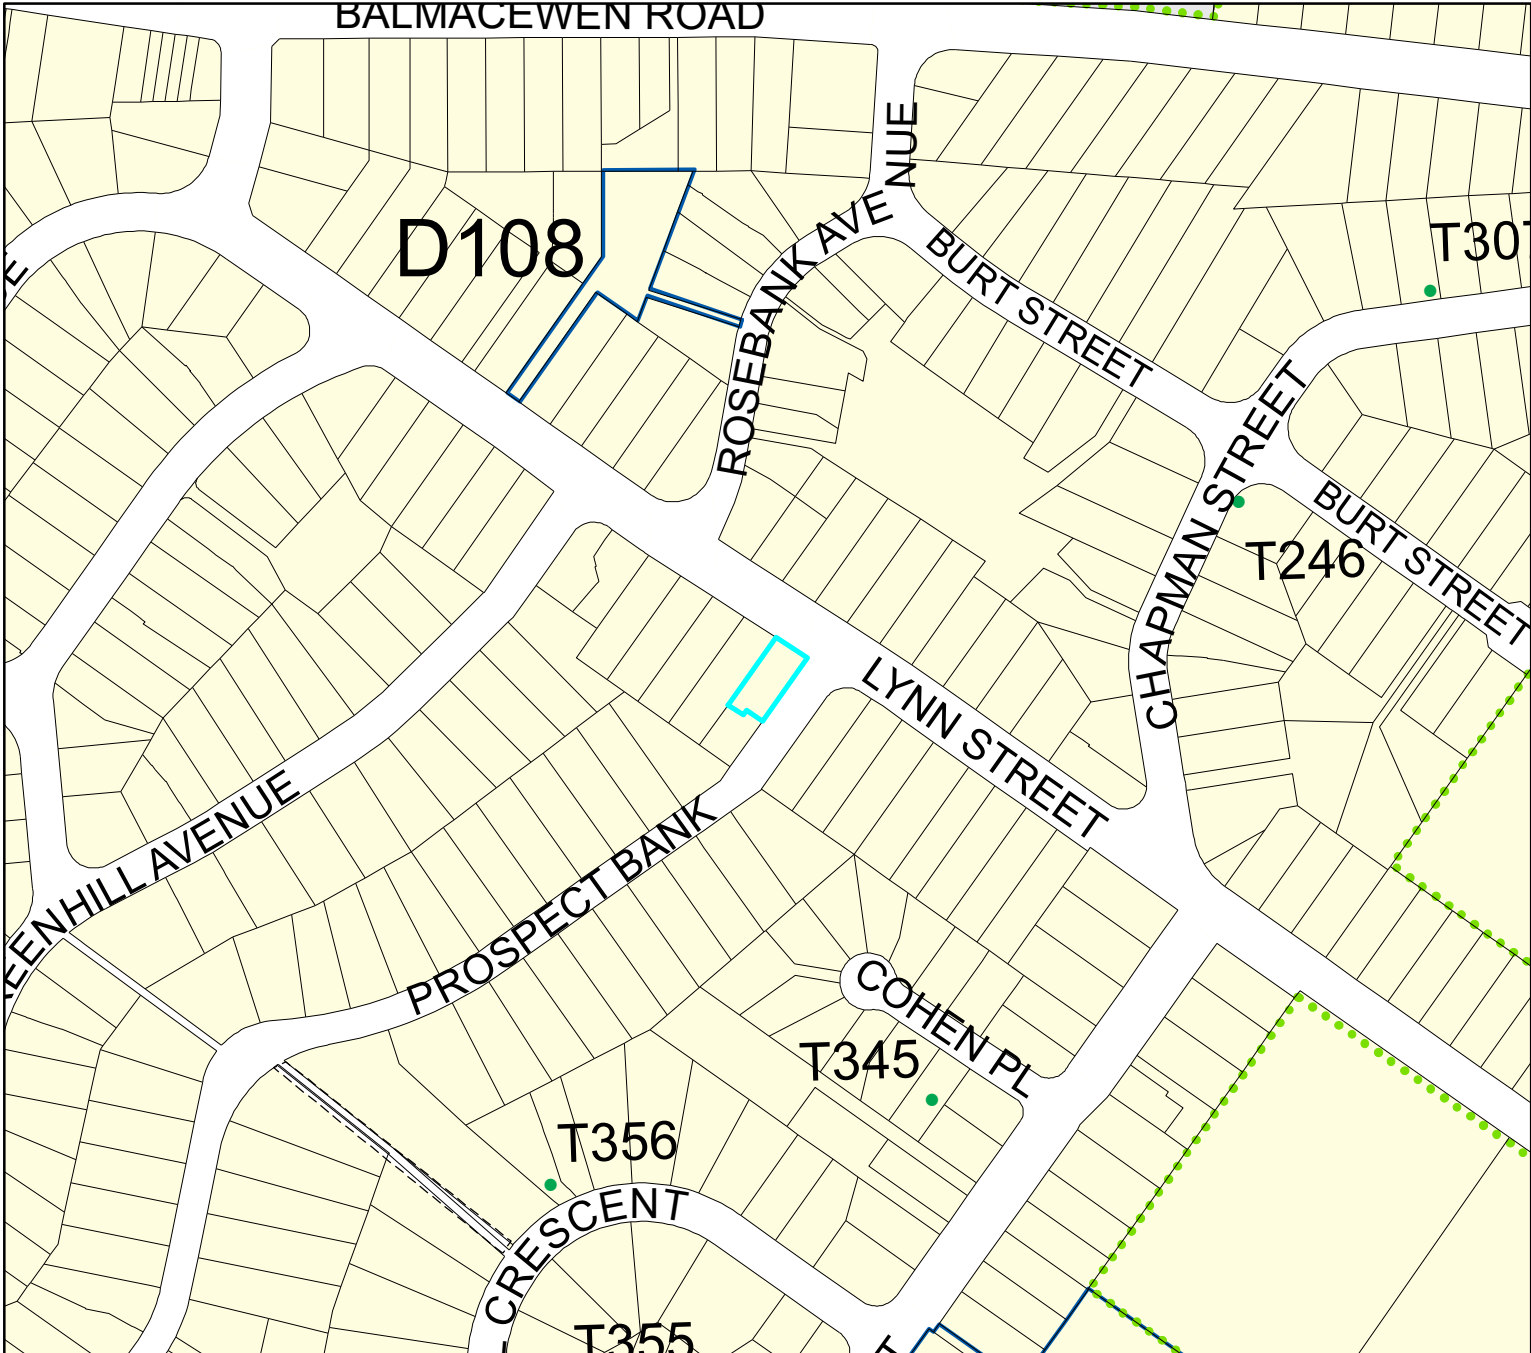 BALMACEWEN ROAD
ROSEBANK AVENUE
D108
T307
BURT STREET
CHAPMAN STREET
T246
BURT STREET
LYNN STREET
GREENHILL AVENUE
PROSPECT BANK
COHEN PL
T345
T356
CRESCENT
T355